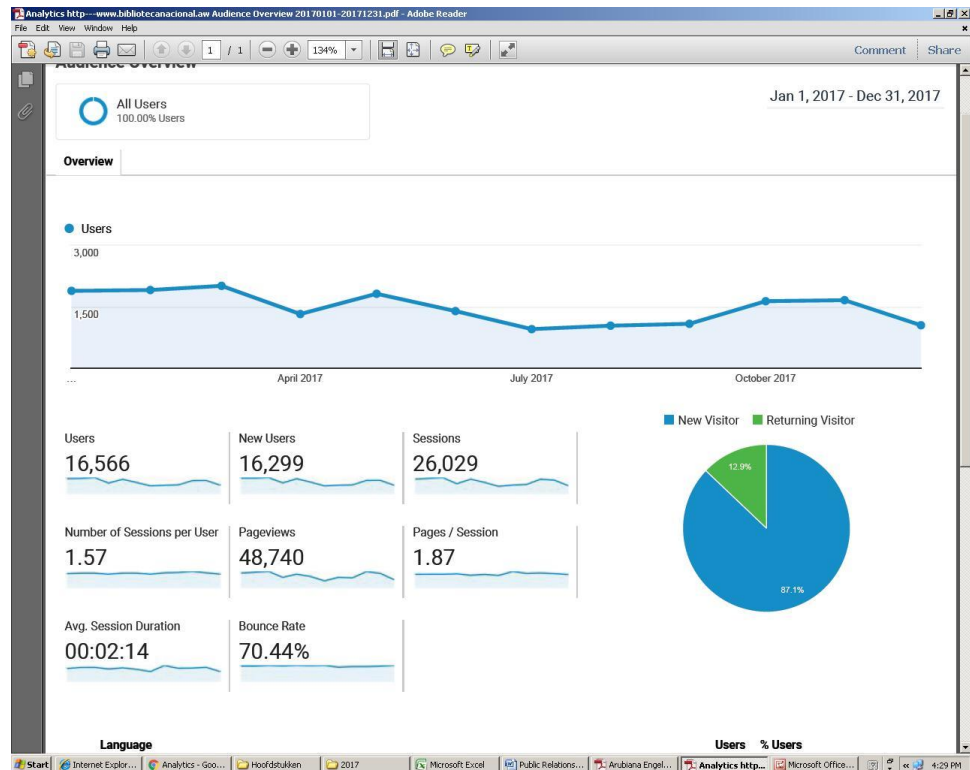 Analytics http---www.bibliotecanacional.aw Audience Overview 20170101-20171231.pdf - Adobe Reader
File Edit View Window Help
1 / 1 134% Comment Share
Audience Overview
All Users
100.00% Users
Jan 1, 2017 - Dec 31, 2017
Overview
Users
3,000
1,500
... April 2017 July 2017 October 2017
New Visitor Returning Visitor
12.9%
87.1%
Users New Users Sessions
16,566 16,299 26,029
Number of Sessions per User Pageviews Pages / Session
1.57 48,740 1.87
Avg. Session Duration Bounce Rate
00:02:14 70.44%
Language Users % Users
Start Internet Explor... Analytics - Goo... Hoofdstukken 2017 Microsoft Excel Public Relations... Arubiana Engel... Analytics http... Microsoft Office... « 4:29 PM